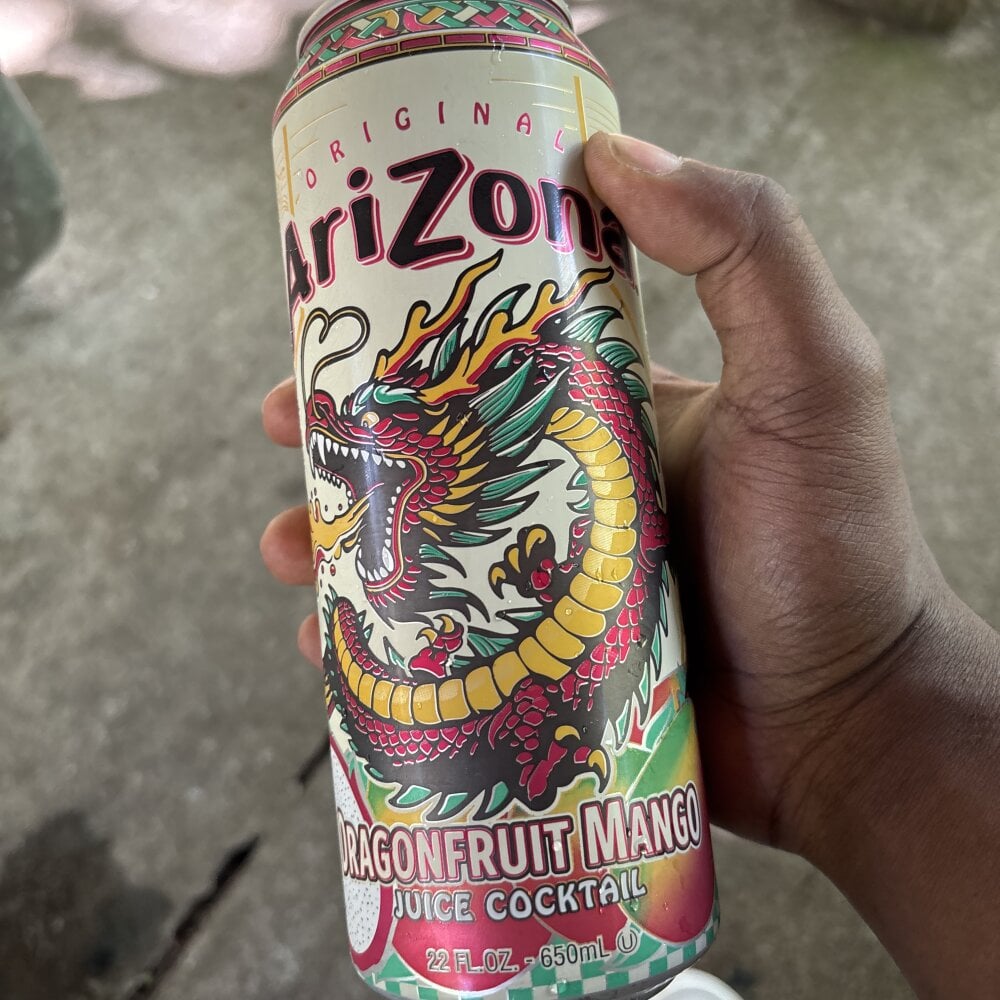 ORIGINAL
AriZona
DRAGONFRUIT MANGO
JUICE COCKTAIL
22 FL.OZ. - 650mL U